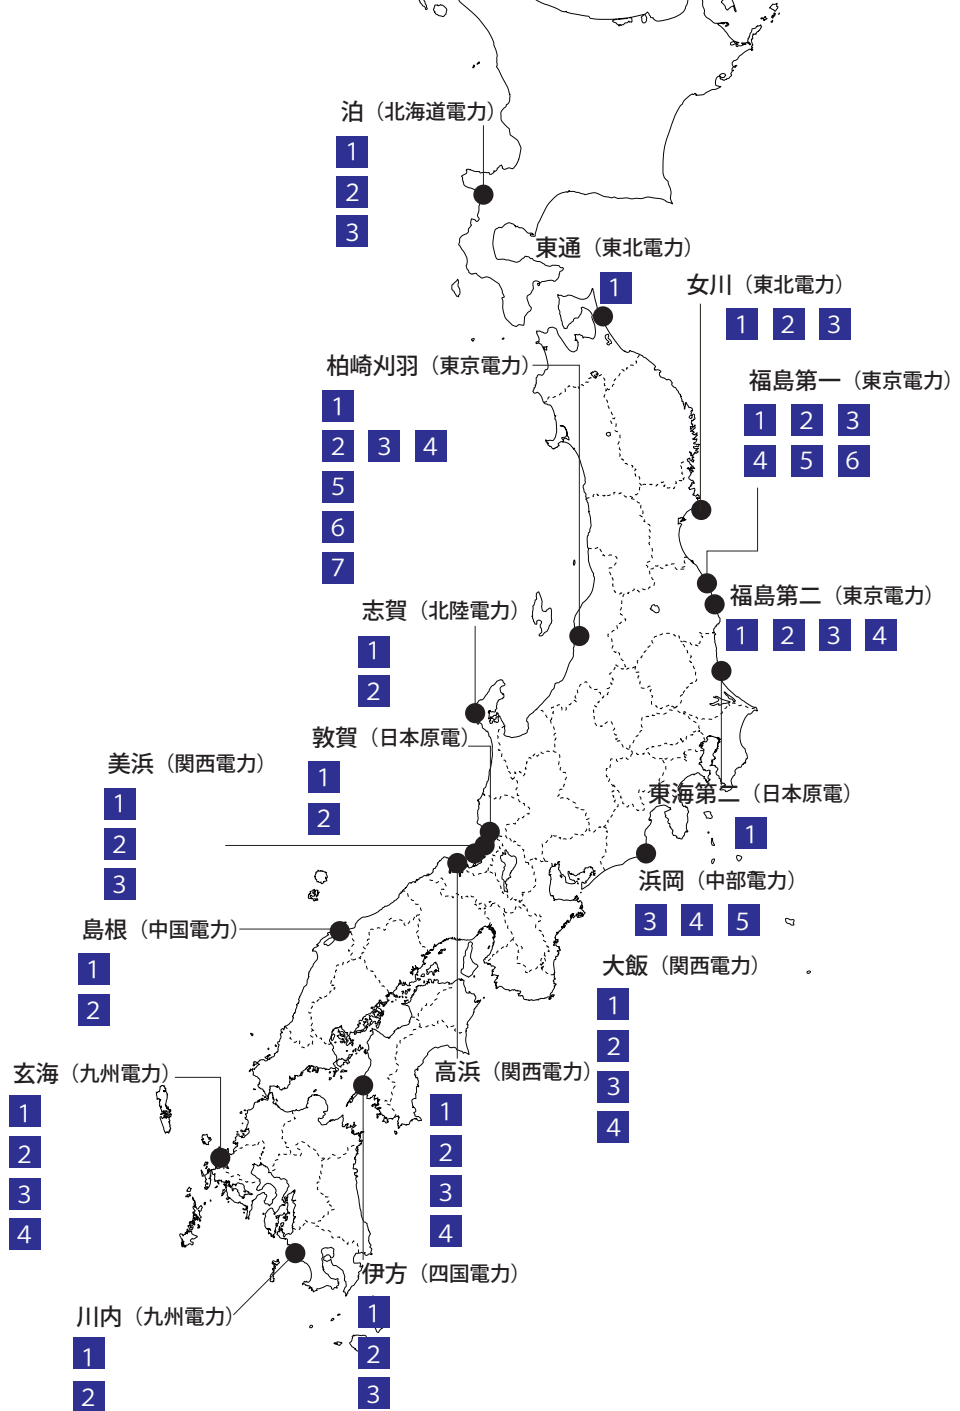 泊（北海道電力）
1
2
3
東通（東北電力）
1
女川（東北電力）
1 2 3
柏崎刈羽（東京電力）
1
2 3 4
5
6
7
福島第一（東京電力）
1 2 3
4 5 6
福島第二（東京電力）
1 2 3 4
志賀（北陸電力）
1
2
敦賀（日本原電）
1
2
美浜（関西電力）
1
2
3
東海第二（日本原電）
1
浜岡（中部電力）
3 4 5
島根（中国電力）
1
2
大飯（関西電力）
1
2
3
4
高浜（関西電力）
1
2
3
4
玄海（九州電力）
1
2
3
4
伊方（四国電力）
1
2
3
川内（九州電力）
1
2